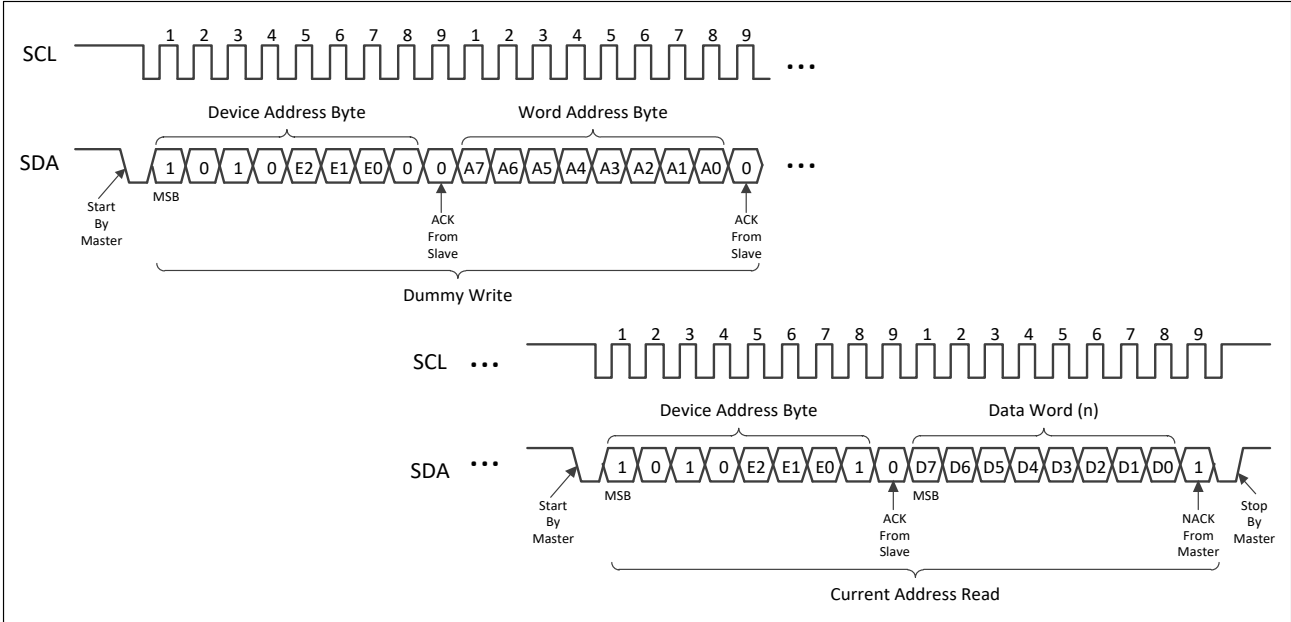 1 2 3 4 5 6 7 8 9 1 2 3 4 5 6 7 8 9
SCL ...
Device Address Byte Word Address Byte
SDA 1 0 1 0 E2 E1 E0 0 0 A7 A6 A5 A4 A3 A2 A1 A0 0 ...
MSB
Start
By
Master
ACK
From
Slave
ACK
From
Slave
Dummy Write
1 2 3 4 5 6 7 8 9 1 2 3 4 5 6 7 8 9
SCL ...
Device Address Byte Data Word (n)
SDA ... 1 0 1 0 E2 E1 E0 1 0 D7 D6 D5 D4 D3 D2 D1 D0 1
MSB MSB
Start
By
Master
ACK
From
Slave
NACK
From
Master
Stop
By
Master
Current Address Read